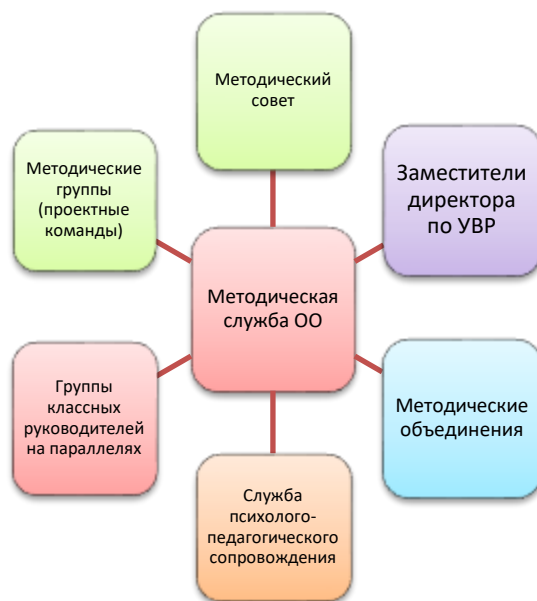 Методический
совет
Методические
группы
(проектные
команды)
Заместители
директора
по УВР
Методическая
служба ОО
Группы
классных
руководителей
на параллелях
Методические
объединения
Служба
психолого-
педагогического
сопровождения